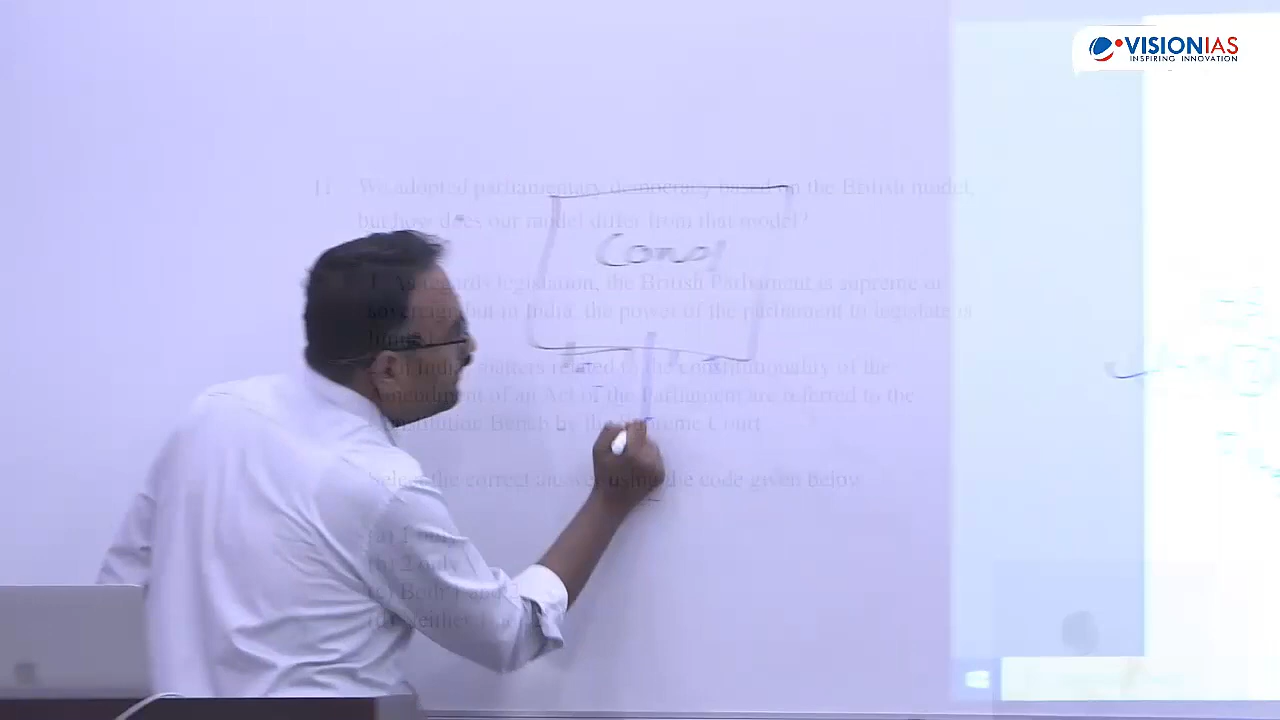 VISIONIAS
INSPIRING INNOVATION
11. We adopted parliamentary democracy based on the British model,
but how does our model differ from that model?
1. As regards legislation, the British Parliament is supreme or
sovereign but in India, the power of the parliament to legislate is
Cons
2. In India, matters related to the constitutionality of the
amendment of an Act of the Parliament are referred to the
Constitution Bench by the Supreme Court
Select the correct answer using the code given below
(a) 1 only
(b) 2 only
(c) Both 1 and 2
(d) Neither 1 nor 2